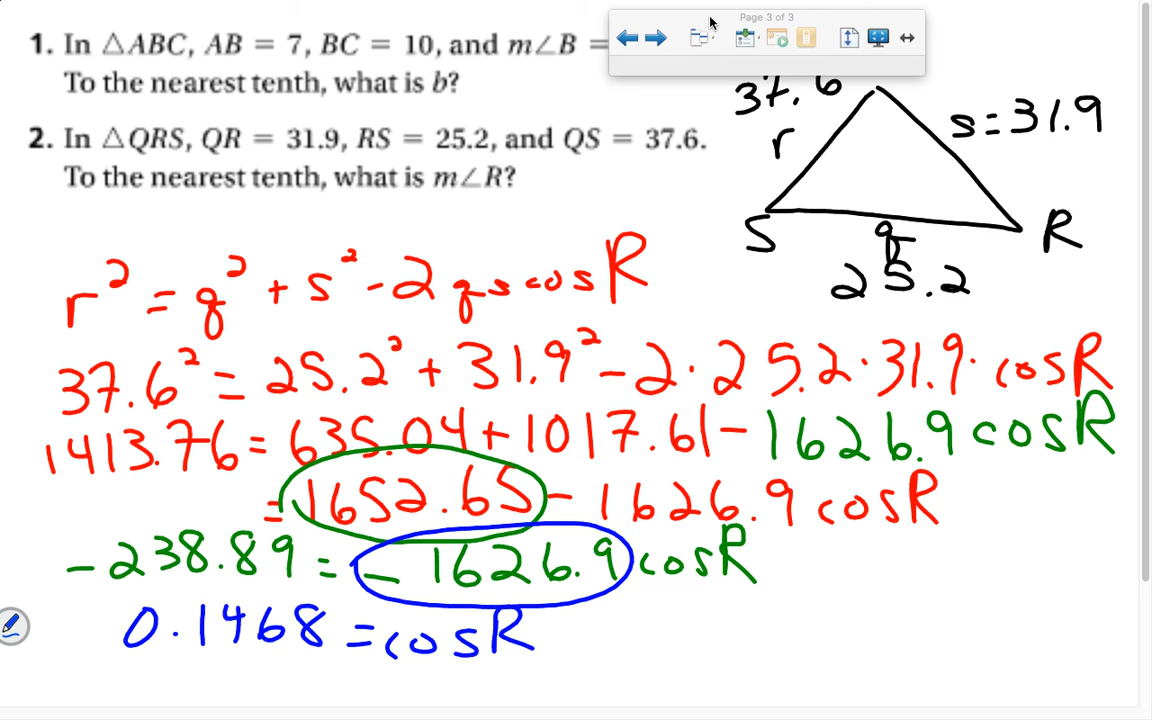 Page 3 of 3
1. In △ABC, AB = 7, BC = 10, and m∠B =
To the nearest tenth, what is b?
2. In △QRS, QR = 31.9, RS = 25.2, and QS = 37.6.
To the nearest tenth, what is m∠R?
37.6
r
s=31.9
S
R
q
25.2
r² = q² + s² - 2 qs cos R
37.6² = 25.2² + 31.9² - 2 · 25.2 · 31.9 · cos R
1413.76 = 635.04 + 1017.61 - 1626.9 cos R
= 1652.65 - 1626.9 cos R
- 238.89 = - 1626.9 cos R
0.1468 = cos R